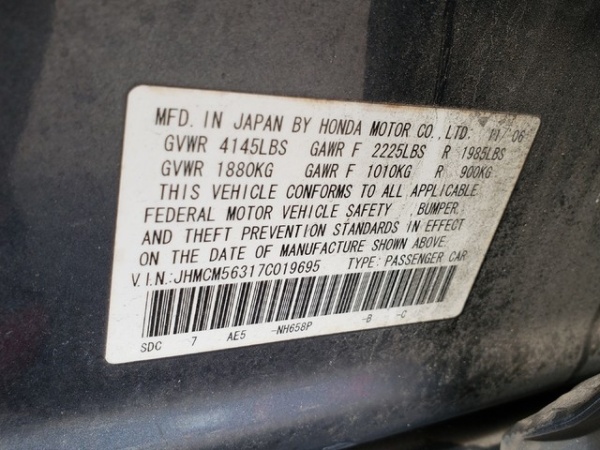 MFD. IN JAPAN BY HONDA MOTOR CO., LTD. 11/06
GVWR 4145LBS GAWR F 2225LBS R 1985LBS
GVWR 1880KG GAWR F 1010KG R 900KG
THIS VEHICLE CONFORMS TO ALL APPLICABLE
FEDERAL MOTOR VEHICLE SAFETY, BUMPER,
AND THEFT PREVENTION STANDARDS IN EFFECT
ON THE DATE OF MANUFACTURE SHOWN ABOVE.
V.I.N.:JHMCM56317C019695 TYPE: PASSENGER CAR
SDC 7 AE5 -NH658P -B -C